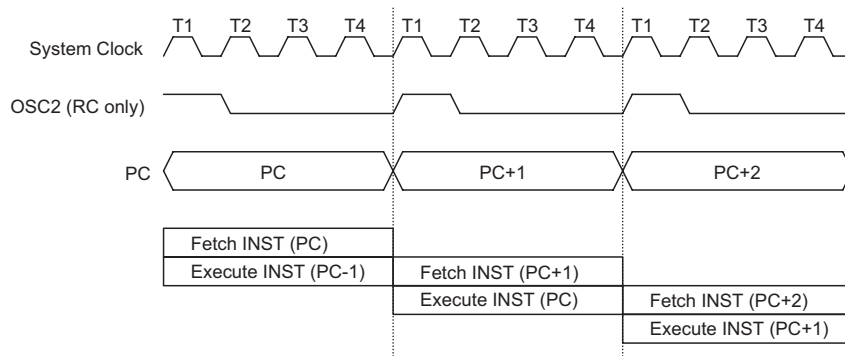 T1 T2 T3 T4 T1 T2 T3 T4 T1 T2 T3 T4
System Clock
OSC2 (RC only)
PC PC PC+1 PC+2
Fetch INST (PC)
Execute INST (PC-1) Fetch INST (PC+1)
Execute INST (PC) Fetch INST (PC+2)
Execute INST (PC+1)